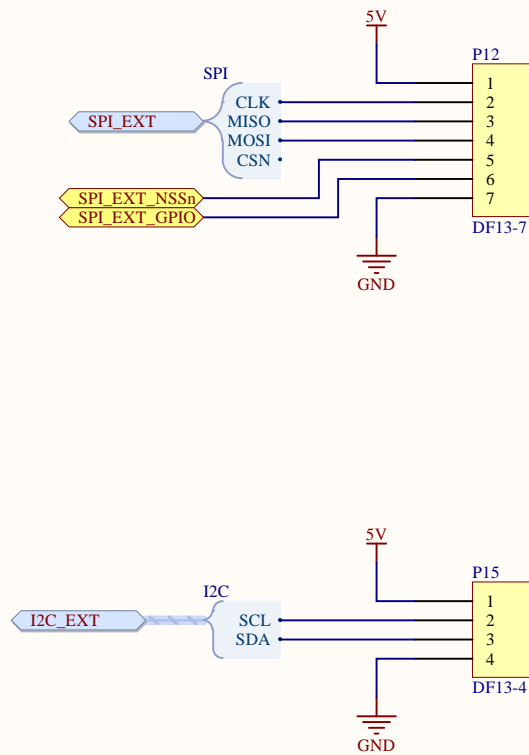 5V
P12
SPI
1
CLK
2
SPI_EXT
MISO
3
MOSI
4
CSN
5
SPI_EXT_NSSn
6
SPI_EXT_GPIO
7
DF13-7
GND
5V
P15
I2C
1
I2C_EXT
SCL
2
SDA
3
4
DF13-4
GND